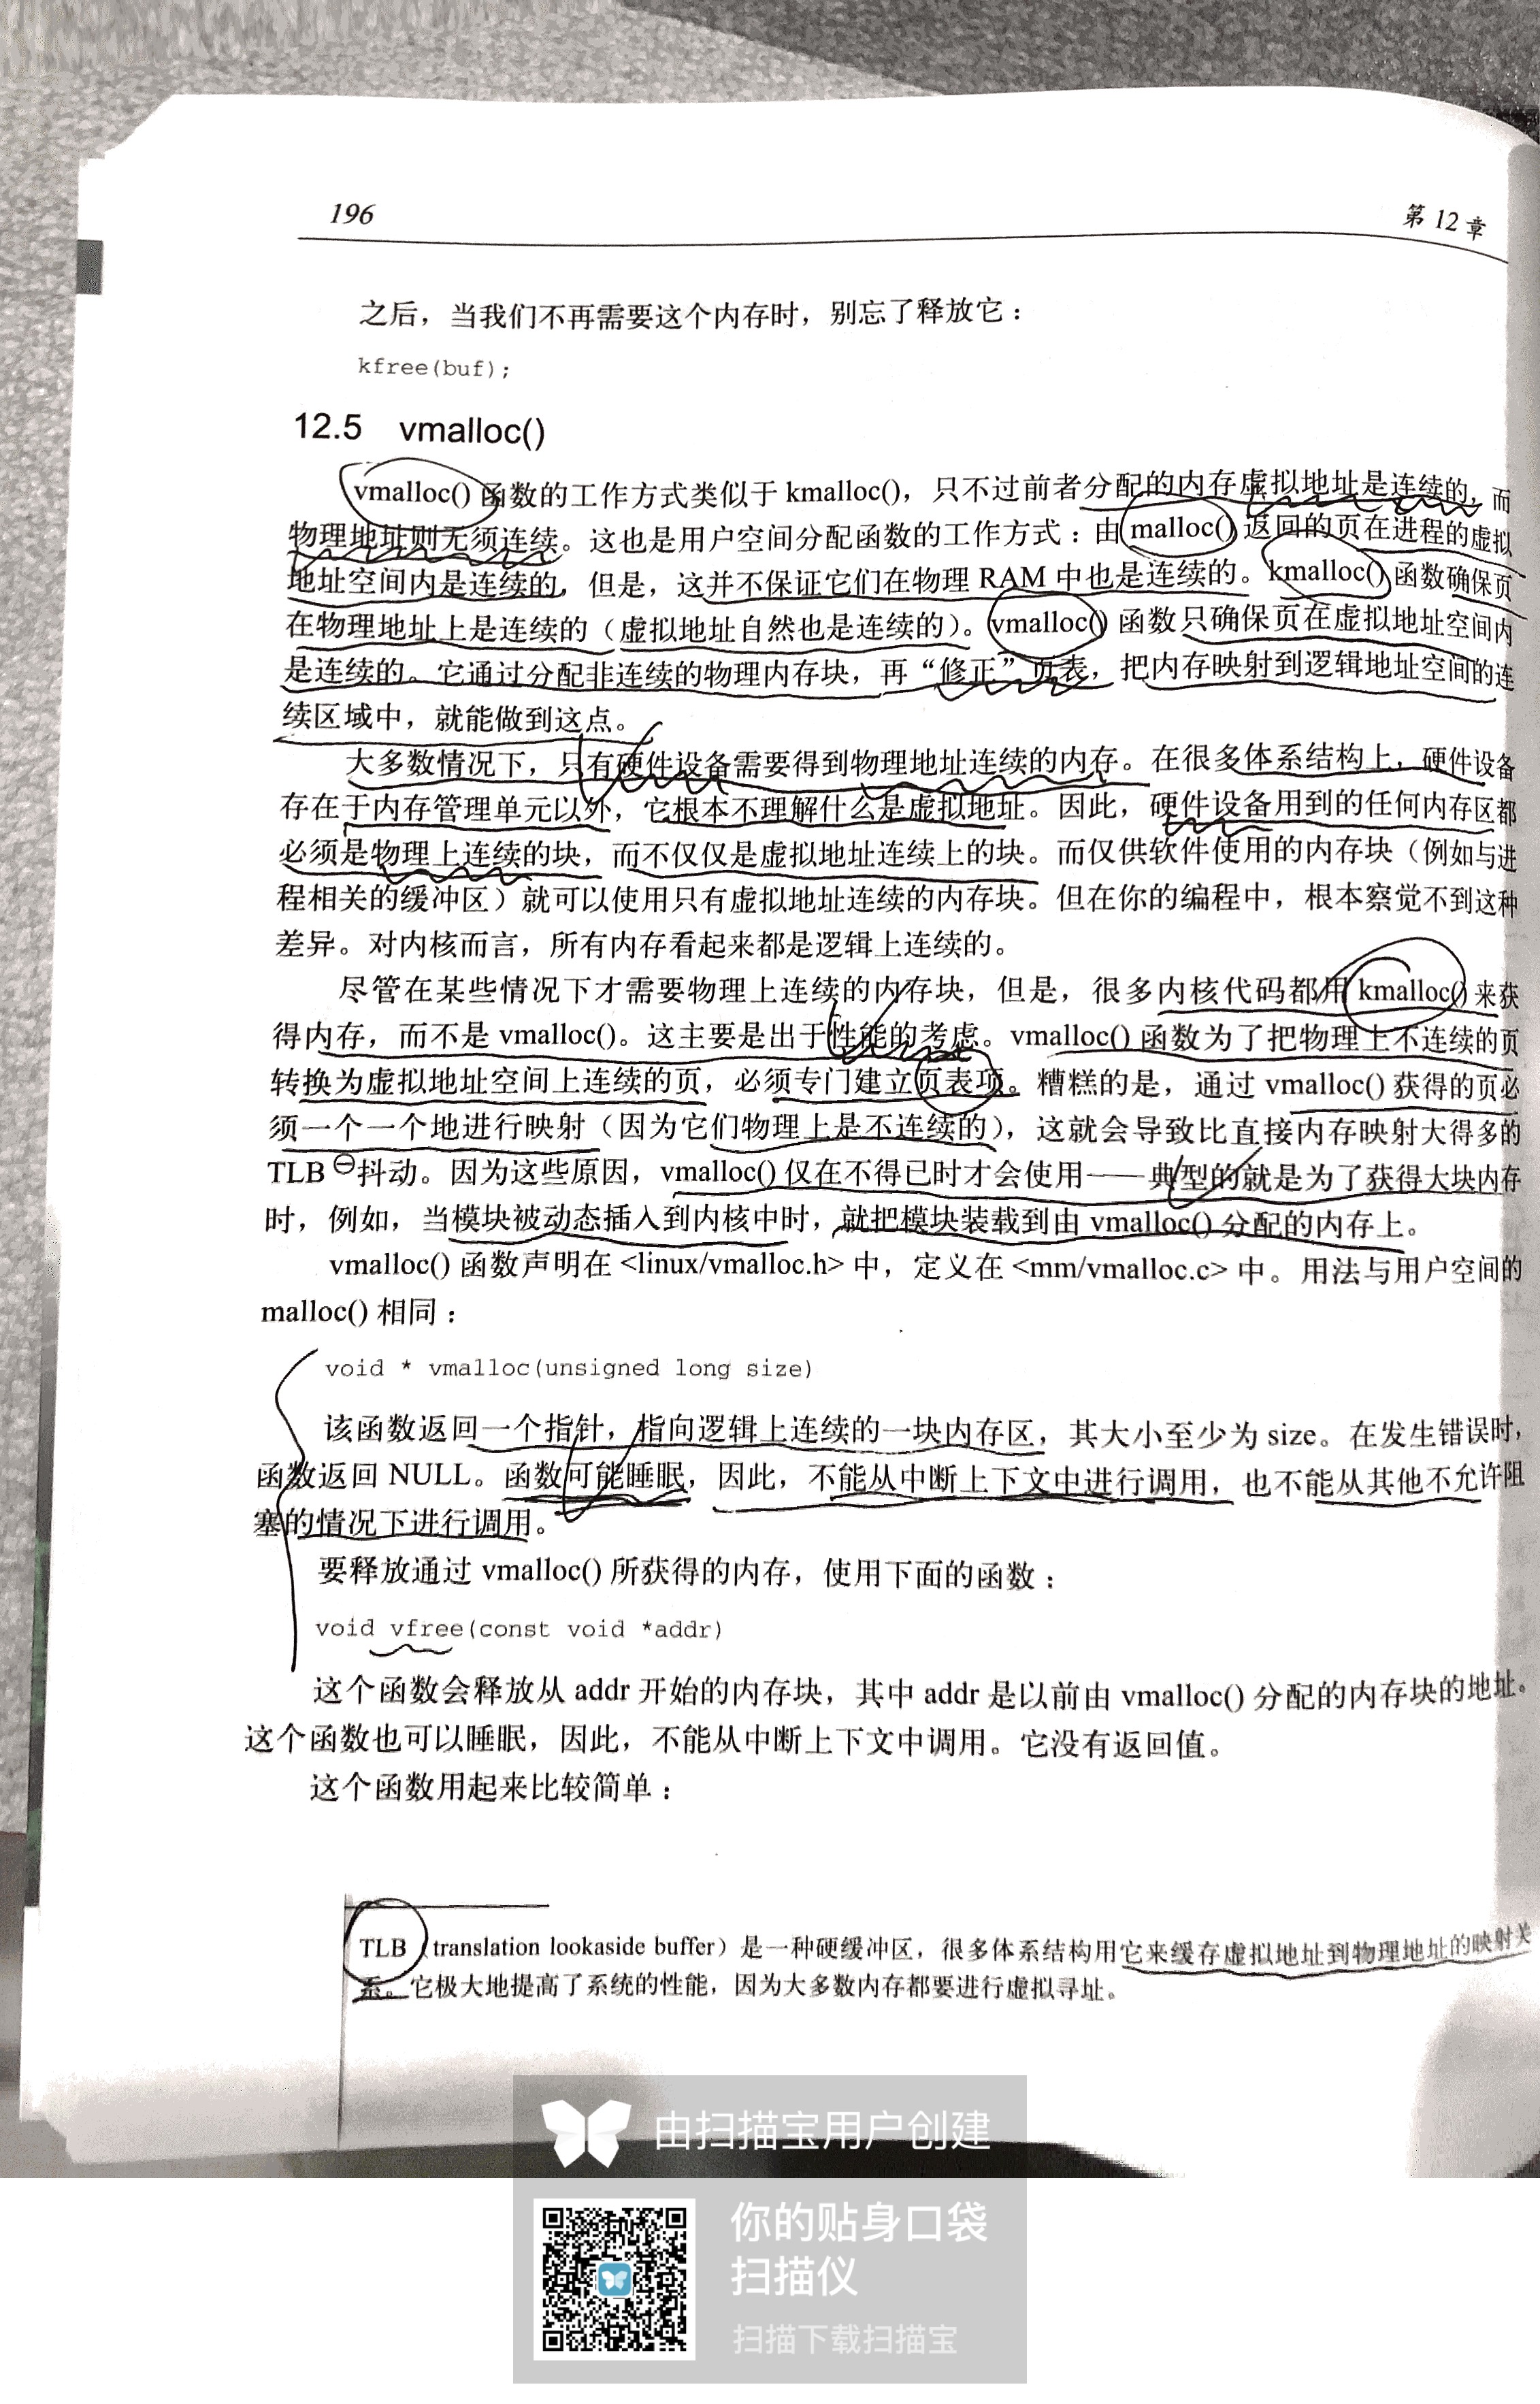 196
第 12 章
之后，当我们不再需要这个内存时，别忘了释放它：
kfree(buf);
12.5 vmalloc()
vmalloc() 函数的工作方式类似于 kmalloc()，只不过前者分配的内存虚拟地址是连续的，而
物理地址则无须连续。这也是用户空间分配函数的工作方式：由 malloc() 返回的页在进程的虚拟
地址空间内是连续的，但是，这并不保证它们在物理 RAM 中也是连续的。kmalloc() 函数确保页
在物理地址上是连续的（虚拟地址自然也是连续的）。vmalloc() 函数只确保页在虚拟地址空间内
是连续的。它通过分配非连续的物理内存块，再“修正”页表，把内存映射到逻辑地址空间的连
续区域中，就能做到这点。
大多数情况下，只有硬件设备需要得到物理地址连续的内存。在很多体系结构上，硬件设备
存在于内存管理单元以外，它根本不理解什么是虚拟地址。因此，硬件设备用到的任何内存区都
必须是物理上连续的块，而不仅仅是虚拟地址连续上的块。而仅供软件使用的内存块（例如与进
程相关的缓冲区）就可以使用只有虚拟地址连续的内存块。但在你的编程中，根本察觉不到这种
差异。对内核而言，所有内存看起来都是逻辑上连续的。
尽管在某些情况下才需要物理上连续的内存块，但是，很多内核代码都用 kmalloc() 来获
得内存，而不是 vmalloc()。这主要是出于性能的考虑。vmalloc() 函数为了把物理上不连续的页
转换为虚拟地址空间上连续的页，必须专门建立页表项。糟糕的是，通过 vmalloc() 获得的页必
须一个一个地进行映射（因为它们物理上是不连续的），这就会导致比直接内存映射大得多的
TLB ㊀抖动。因为这些原因，vmalloc() 仅在不得已时才会使用——典型的就是为了获得大块内存
时，例如，当模块被动态插入到内核中时，就把模块装载到由 vmalloc() 分配的内存上。
vmalloc() 函数声明在 <linux/vmalloc.h> 中，定义在 <mm/vmalloc.c> 中。用法与用户空间的
malloc() 相同：
void * vmalloc(unsigned long size)
该函数返回一个指针，指向逻辑上连续的一块内存区，其大小至少为 size。在发生错误时，
函数返回 NULL。函数可能睡眠，因此，不能从中断上下文中进行调用，也不能从其他不允许阻
塞的情况下进行调用。
要释放通过 vmalloc() 所获得的内存，使用下面的函数：
void vfree(const void *addr)
这个函数会释放从 addr 开始的内存块，其中 addr 是以前由 vmalloc() 分配的内存块的地址。
这个函数也可以睡眠，因此，不能从中断上下文中调用。它没有返回值。
这个函数用起来比较简单：
TLB（translation lookaside buffer）是一种硬缓冲区，很多体系结构用它来缓存虚拟地址到物理地址的映射关
系。它极大地提高了系统的性能，因为大多数内存都要进行虚拟寻址。
由扫描宝用户创建
你的贴身口袋
扫描仪
扫描下载扫描宝